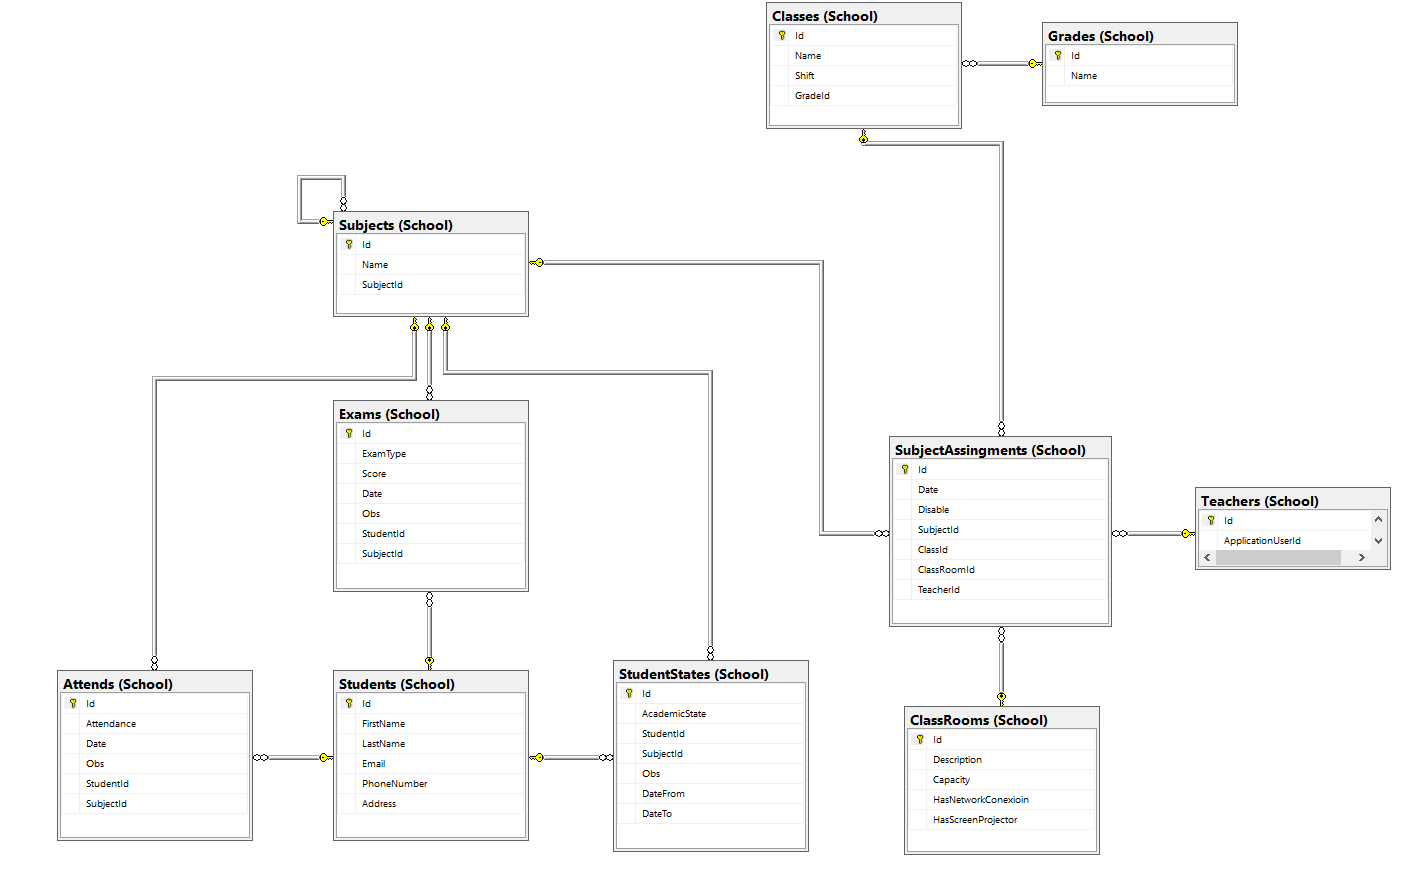 Classes (School)
Id
Name
Shift
GradeId
Grades (School)
Id
Name
Subjects (School)
Id
Name
SubjectId
Exams (School)
Id
ExamType
Score
Date
Obs
StudentId
SubjectId
SubjectAssingments (School)
Id
Date
Disable
SubjectId
ClassId
ClassRoomId
TeacherId
Teachers (School)
Id
ApplicationUserId
Attends (School)
Id
Attendance
Date
Obs
StudentId
SubjectId
Students (School)
Id
FirstName
LastName
Email
PhoneNumber
Address
StudentStates (School)
Id
AcademicState
StudentId
SubjectId
Obs
DateFrom
DateTo
ClassRooms (School)
Id
Description
Capacity
HasNetworkConexioin
HasScreenProjector